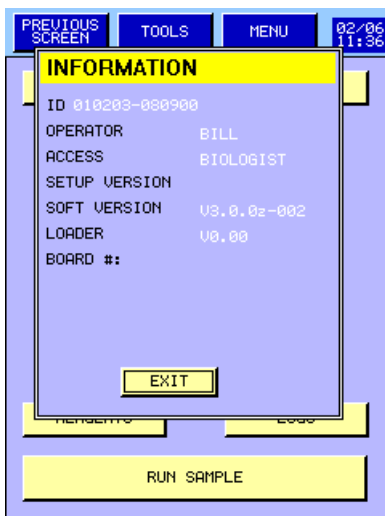 PREVIOUS SCREEN
TOOLS
MENU
02/06
11:36
INFORMATION
ID 010203-080900
OPERATOR BILL
ACCESS BIOLOGIST
SETUP VERSION
SOFT VERSION V3.0.0z-002
LOADER V0.00
BOARD #:
EXIT
RUN SAMPLE